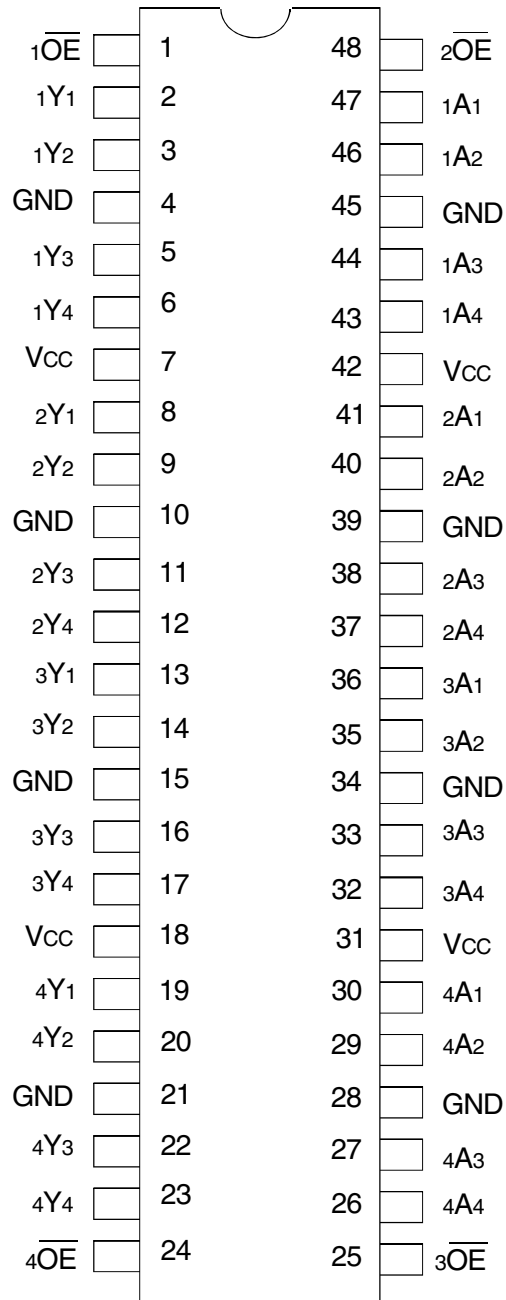 1O̅E̅ 1 48 2O̅E̅
1Y1 2 47 1A1
1Y2 3 46 1A2
GND 4 45 GND
1Y3 5 44 1A3
1Y4 6 43 1A4
VCC 7 42 VCC
2Y1 8 41 2A1
2Y2 9 40 2A2
GND 10 39 GND
2Y3 11 38 2A3
2Y4 12 37 2A4
3Y1 13 36 3A1
3Y2 14 35 3A2
GND 15 34 GND
3Y3 16 33 3A3
3Y4 17 32 3A4
VCC 18 31 VCC
4Y1 19 30 4A1
4Y2 20 29 4A2
GND 21 28 GND
4Y3 22 27 4A3
4Y4 23 26 4A4
4O̅E̅ 24 25 3O̅E̅